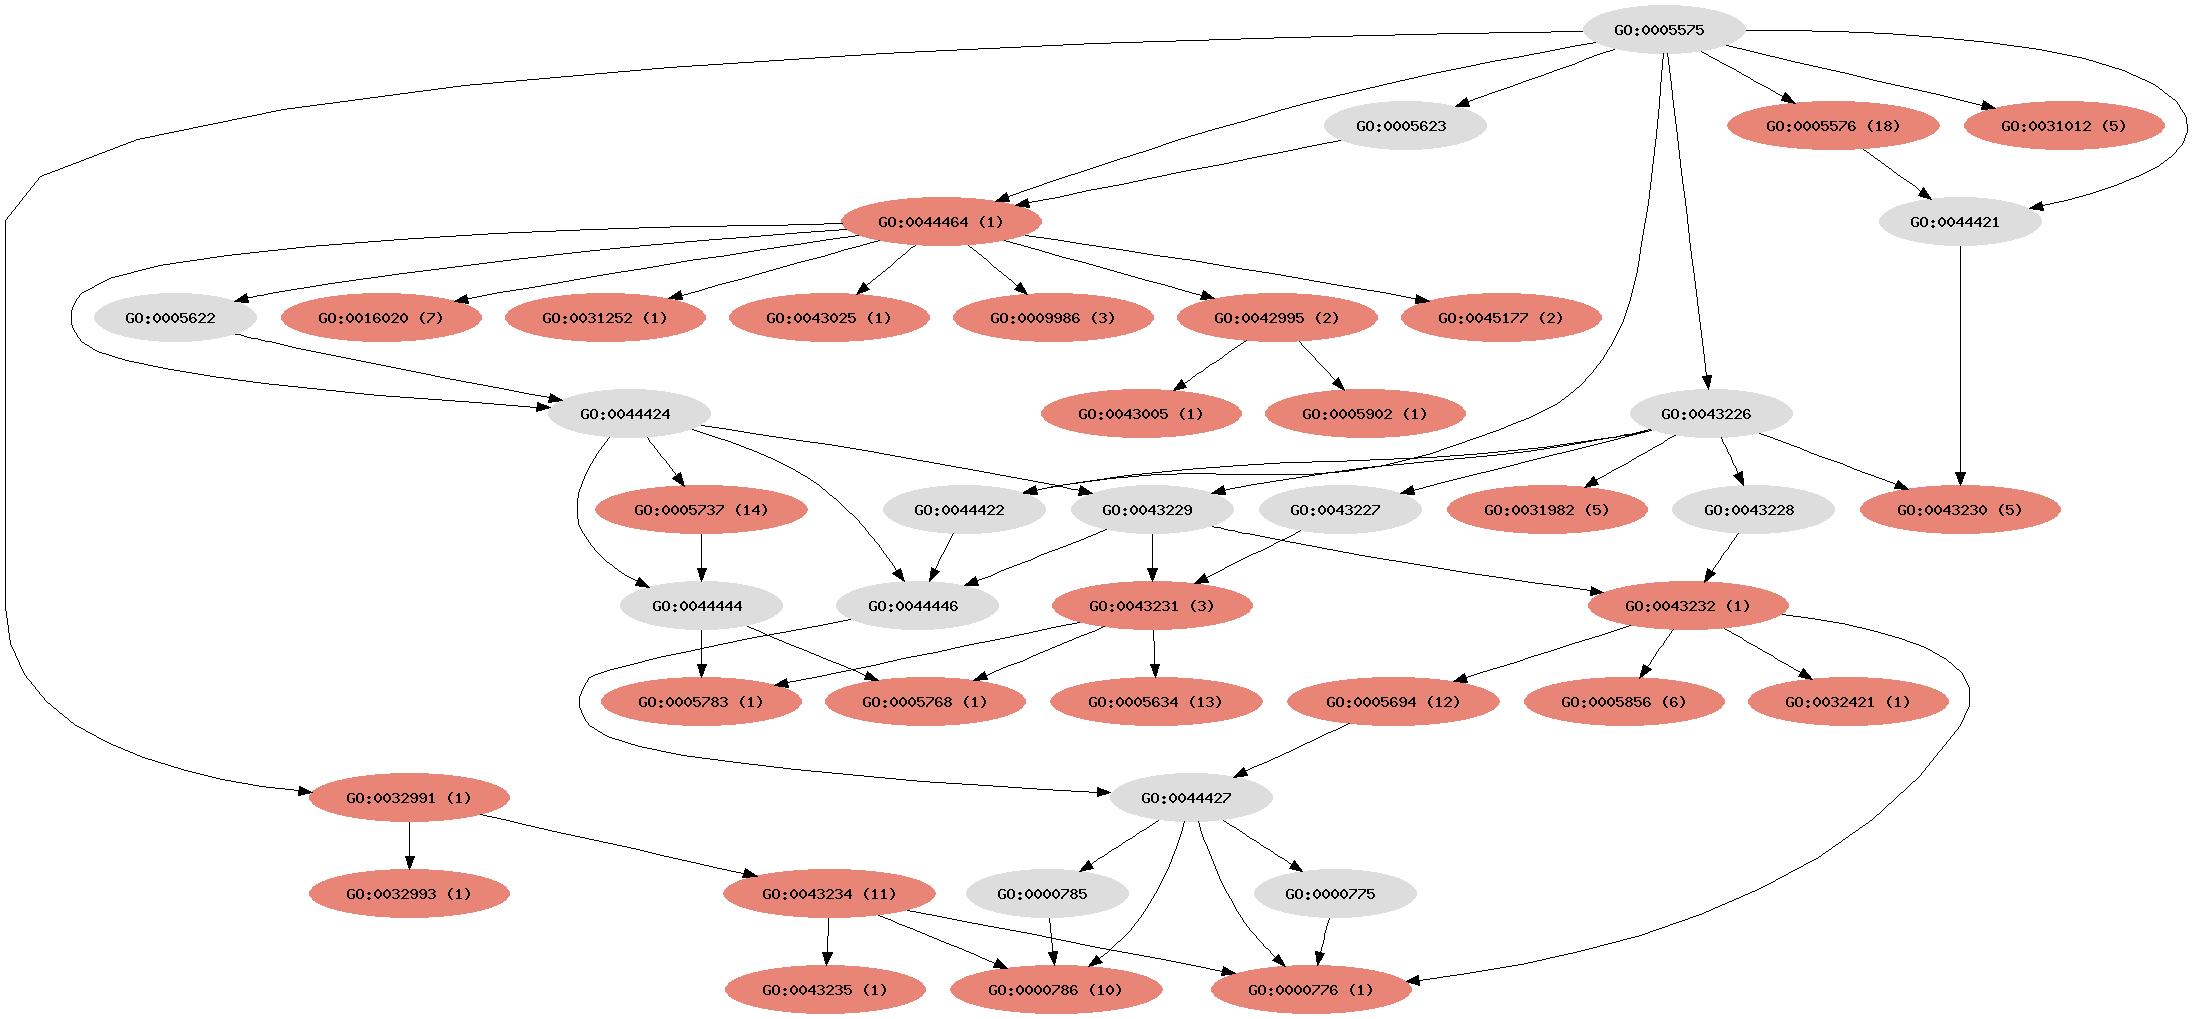 GO:0005575
GO:0005623
GO:0005576 (18)
GO:0031012 (5)
GO:0044464 (1)
GO:0044421
GO:0005622
GO:0016020 (7)
GO:0031252 (1)
GO:0043025 (1)
GO:0009986 (3)
GO:0042995 (2)
GO:0045177 (2)
GO:0044424
GO:0043005 (1)
GO:0005902 (1)
GO:0043226
GO:0005737 (14)
GO:0044422
GO:0043229
GO:0043227
GO:0031982 (5)
GO:0043228
GO:0043230 (5)
GO:0044444
GO:0044446
GO:0043231 (3)
GO:0043232 (1)
GO:0005783 (1)
GO:0005768 (1)
GO:0005634 (13)
GO:0005694 (12)
GO:0005856 (6)
GO:0032421 (1)
GO:0032991 (1)
GO:0044427
GO:0032993 (1)
GO:0043234 (11)
GO:0000785
GO:0000775
GO:0043235 (1)
GO:0000786 (10)
GO:0000776 (1)